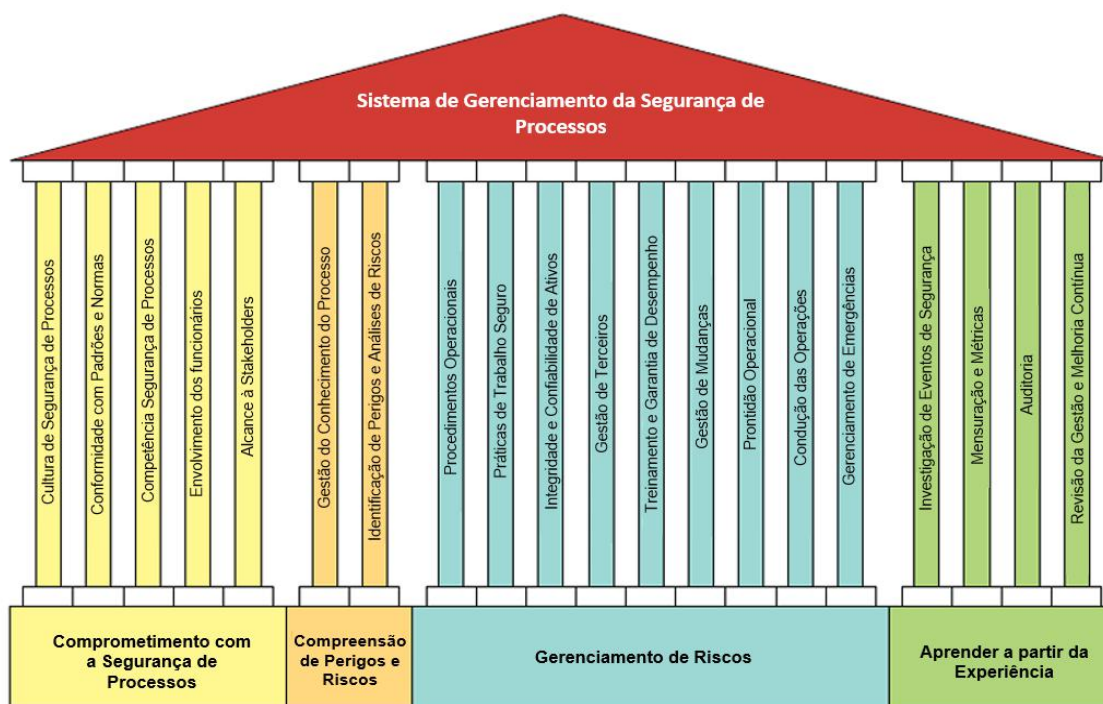 Sistema de Gerenciamento da Segurança de
Processos
Cultura de Segurança de Processos
Conformidade com Padrões e Normas
Competência Segurança de Processos
Envolvimento dos funcionários
Alcance à Stakeholders
Gestão do Conhecimento do Processo
Identificação de Perigos e Análises de Riscos
Procedimentos Operacionais
Práticas de Trabalho Seguro
Integridade e Confiabilidade de Ativos
Gestão de Terceiros
Treinamento e Garantia de Desempenho
Gestão de Mudanças
Prontidão Operacional
Condução das Operações
Gerenciamento de Emergências
Investigação de Eventos de Segurança
Mensuração e Métricas
Auditoria
Revisão da Gestão e Melhoria Contínua
Comprometimento com
a Segurança de
Processos
Compreensão
de Perigos e
Riscos
Gerenciamento de Riscos
Aprender a partir da
Experiência